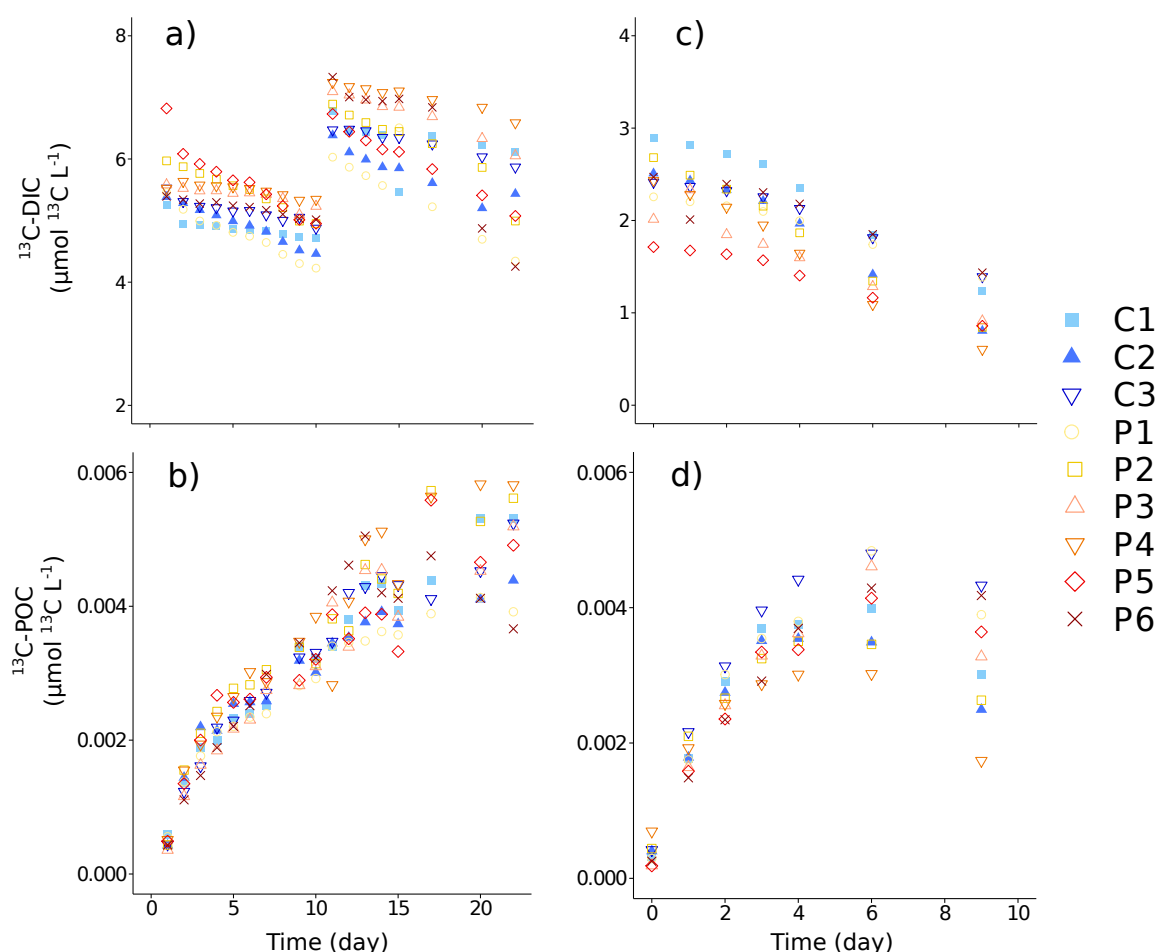 a)
8
6
4
2
¹³C-DIC
(µmol ¹³C L⁻¹)
c)
4
3
2
1
0
b)
0.006
0.004
0.002
0.000
¹³C-POC
(µmol ¹³C L⁻¹)
0 5 10 15 20
Time (day)
d)
0.006
0.004
0.002
0.000
0 2 4 6 8 10
Time (day)
C1
C2
C3
P1
P2
P3
P4
P5
P6